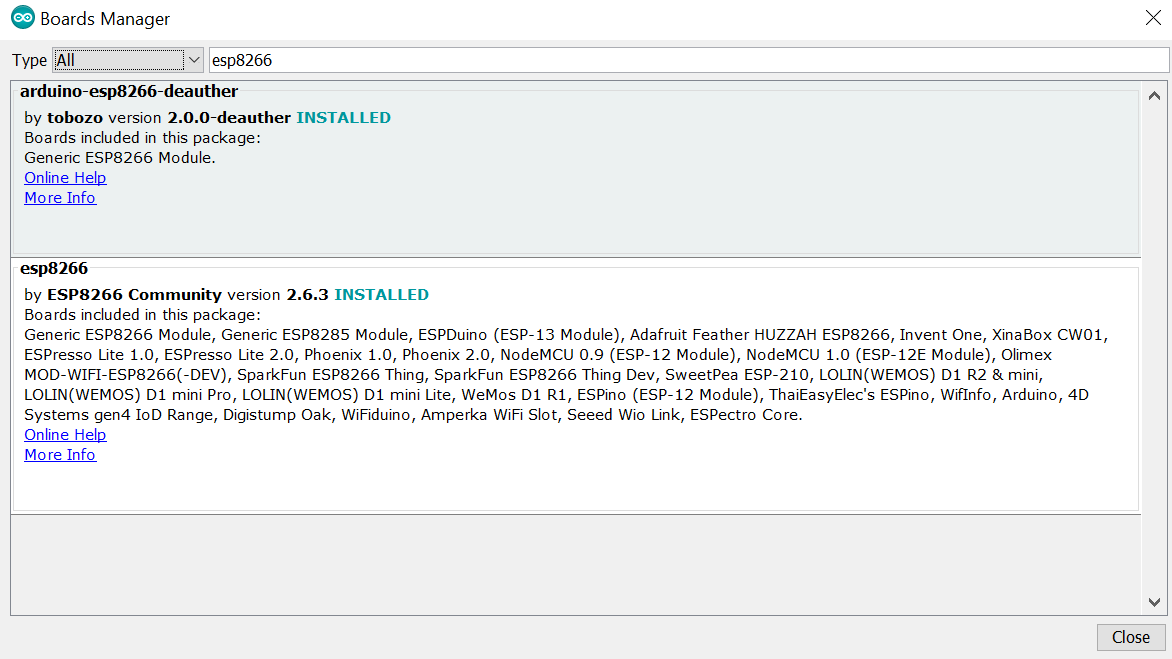 Boards Manager
Type All esp8266
arduino-esp8266-deauther
by tobozo version 2.0.0-deauther INSTALLED
Boards included in this package:
Generic ESP8266 Module.
Online Help
More Info
esp8266
by ESP8266 Community version 2.6.3 INSTALLED
Boards included in this package:
Generic ESP8266 Module, Generic ESP8285 Module, ESPDuino (ESP-13 Module), Adafruit Feather HUZZAH ESP8266, Invent One, XinaBox CW01,
ESPresso Lite 1.0, ESPresso Lite 2.0, Phoenix 1.0, Phoenix 2.0, NodeMCU 0.9 (ESP-12 Module), NodeMCU 1.0 (ESP-12E Module), Olimex
MOD-WIFI-ESP8266(-DEV), SparkFun ESP8266 Thing, SparkFun ESP8266 Thing Dev, SweetPea ESP-210, LOLIN(WEMOS) D1 R2 & mini,
LOLIN(WEMOS) D1 mini Pro, LOLIN(WEMOS) D1 mini Lite, WeMos D1 R1, ESPino (ESP-12 Module), ThaiEasyElec's ESPino, WifInfo, Arduino, 4D
Systems gen4 IoD Range, Digistump Oak, WiFiduino, Amperka WiFi Slot, Seeed Wio Link, ESPectro Core.
Online Help
More Info
Close